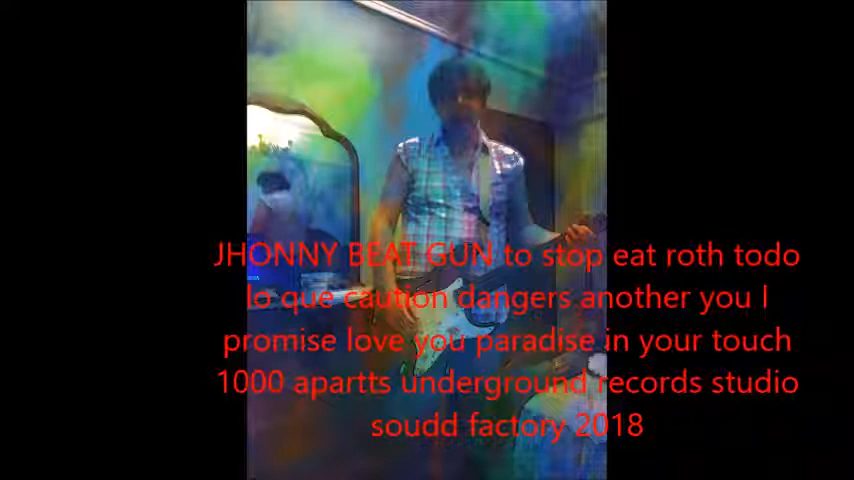 JHONNY BEAT GUN to stop eat roth todo
lo que caution dangers another you I
promise love you paradise in your touch
1000 apartts underground records studio
soudd factory 2018